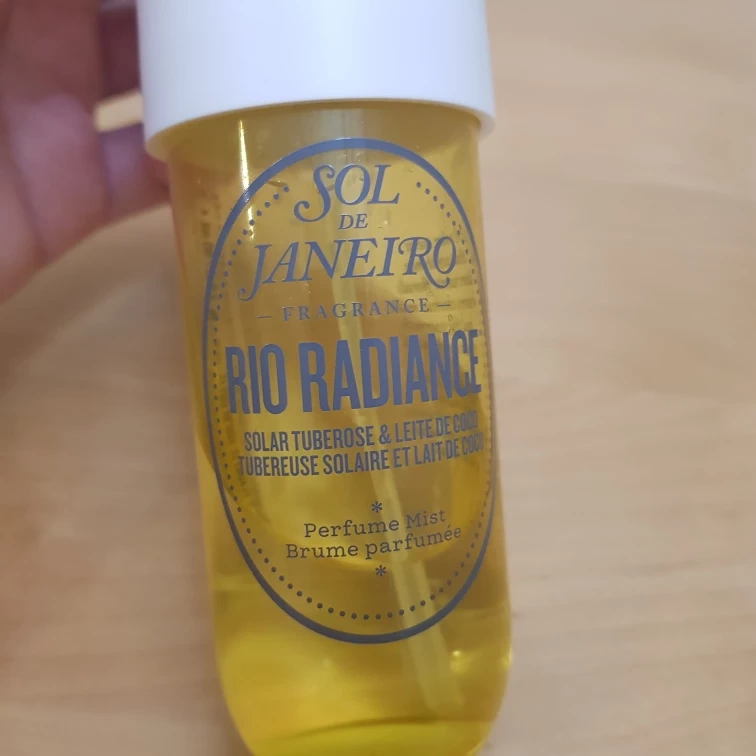 SOL
DE
JANEIRO
– FRAGRANCE –
RIO RADIANCE
SOLAR TUBEROSE & LEITE DE COCO
TUBEREUSE SOLAIRE ET LAIT DE COCO
*
Perfume Mist
Brume parfumée
*